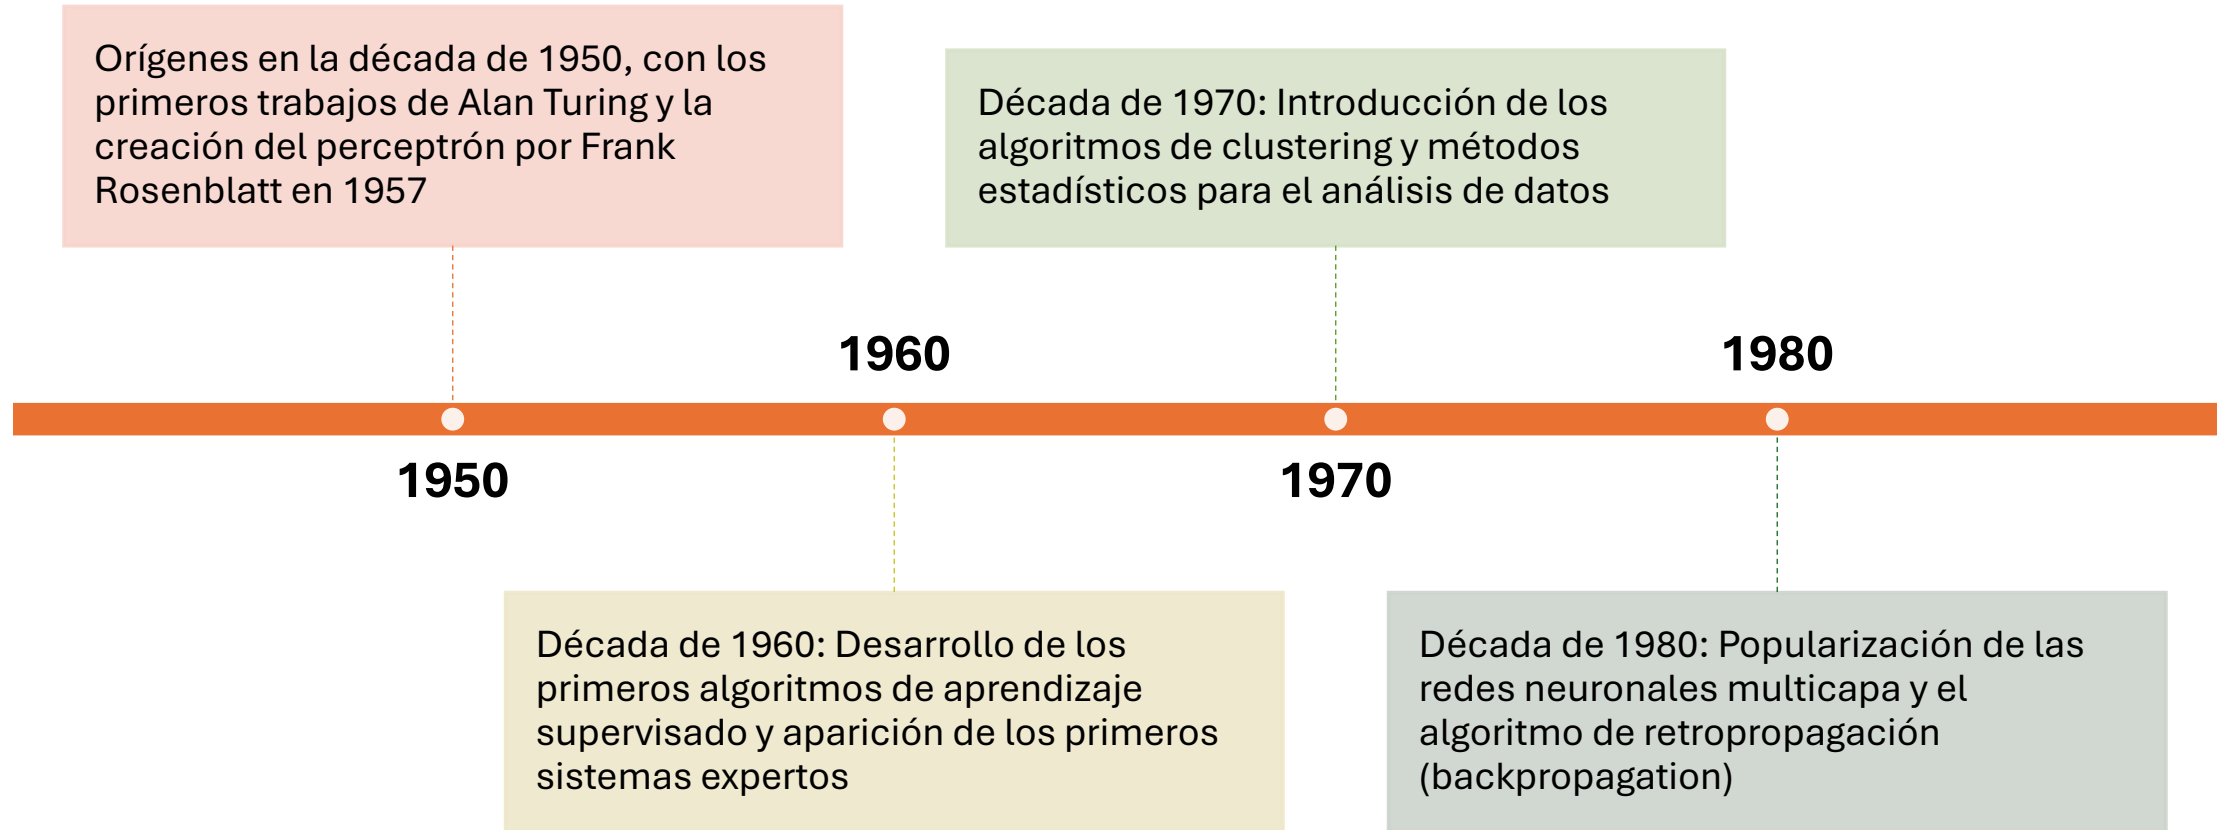 Orígenes en la década de 1950, con los
primeros trabajos de Alan Turing y la
creación del perceptrón por Frank
Rosenblatt en 1957
Década de 1970: Introducción de los
algoritmos de clustering y métodos
estadísticos para el análisis de datos
1960
1980
1950
1970
Década de 1960: Desarrollo de los
primeros algoritmos de aprendizaje
supervisado y aparición de los primeros
sistemas expertos
Década de 1980: Popularización de las
redes neuronales multicapa y el
algoritmo de retropropagación
(backpropagation)